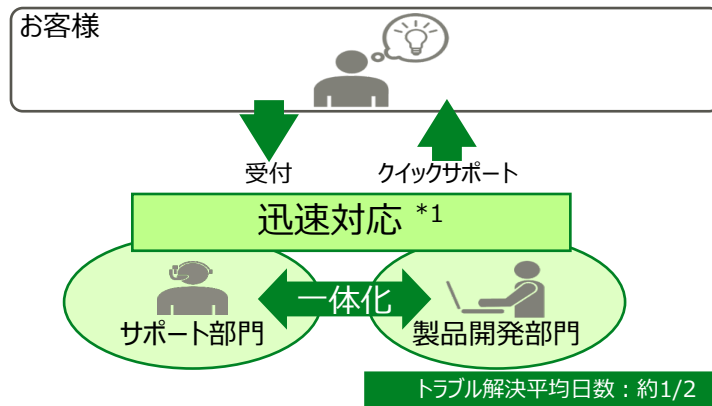 お客様
受付
クイックサポート
迅速対応 *1
一体化
サポート部門
製品開発部門
トラブル解決平均日数：約1/2